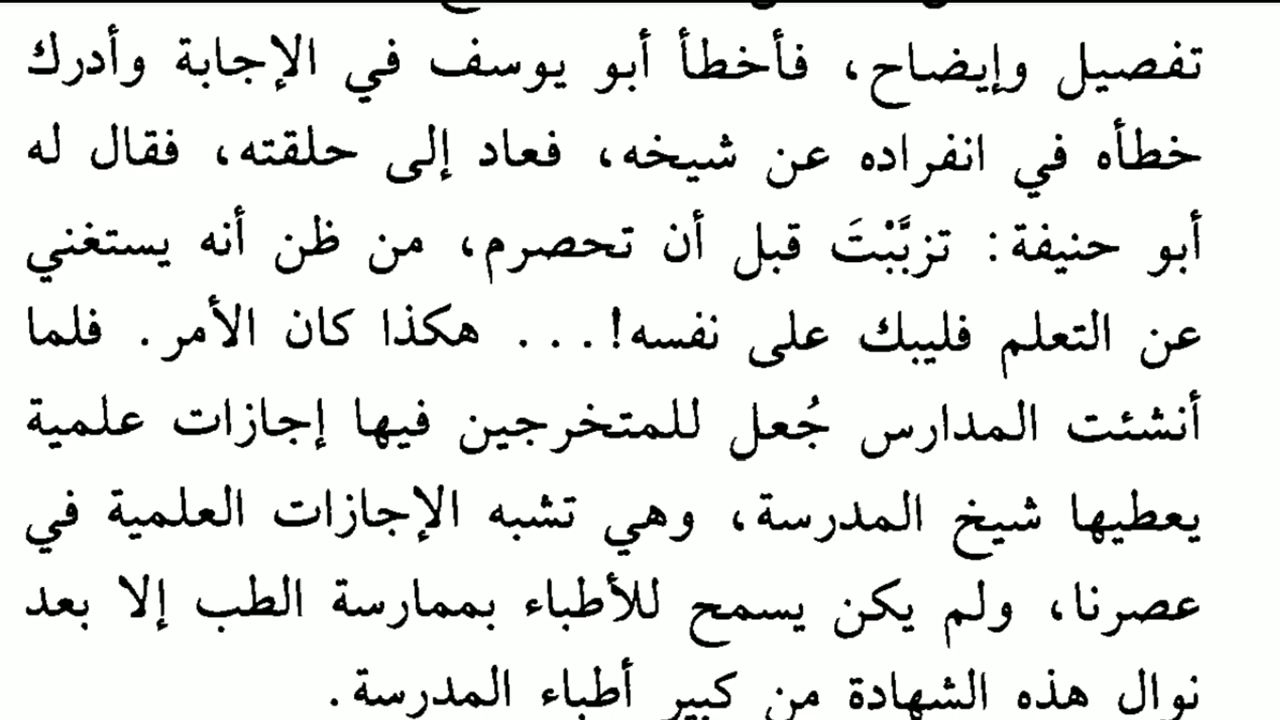 تفصيل وإيضاح، فأخطأ أبو يوسف في الإجابة وأدرك
خطأه في انفراده عن شيخه، فعاد إلى حلقته، فقال له
أبو حنيفة: تزبَّبْتَ قبل أن تحصرم، من ظن أنه يستغني
عن التعلم فليبك على نفسه!... هكذا كان الأمر. فلما
أنشئت المدارس جُعل للمتخرجين فيها إجازات علمية
يعطيها شيخ المدرسة، وهي تشبه الإجازات العلمية في
عصرنا، ولم يكن يسمح للأطباء بممارسة الطب إلا بعد
نوال هذه الشهادة من كبير أطباء المدرسة.